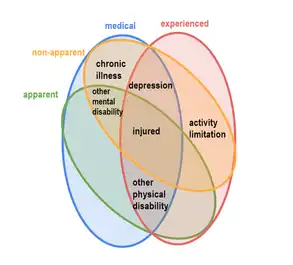 medical
experienced
non-apparent
chronic
illness
depression
apparent
other
mental
disability
injured
activity
limitation
other
physical
disability